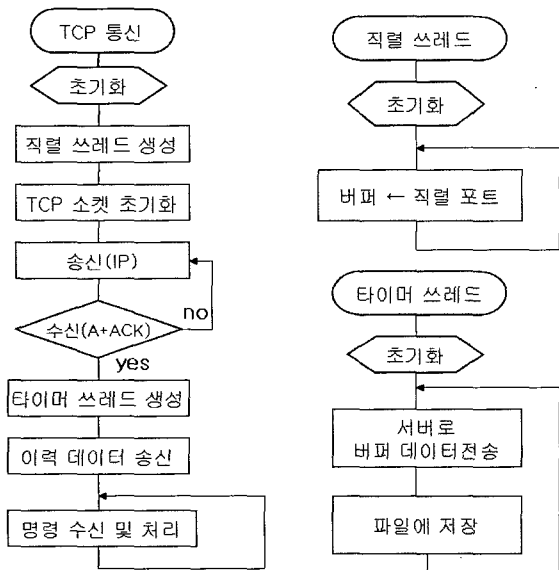 TCP 통신
초기화
직렬 쓰레드 생성
TCP 소켓 초기화
송신(IP)
수신(A+ACK)
no
yes
타이머 쓰레드 생성
이력 데이터 송신
명령 수신 및 처리
직렬 쓰레드
초기화
버퍼 ← 직렬 포트
타이머 쓰레드
초기화
서버로
버퍼 데이터전송
파일에 저장